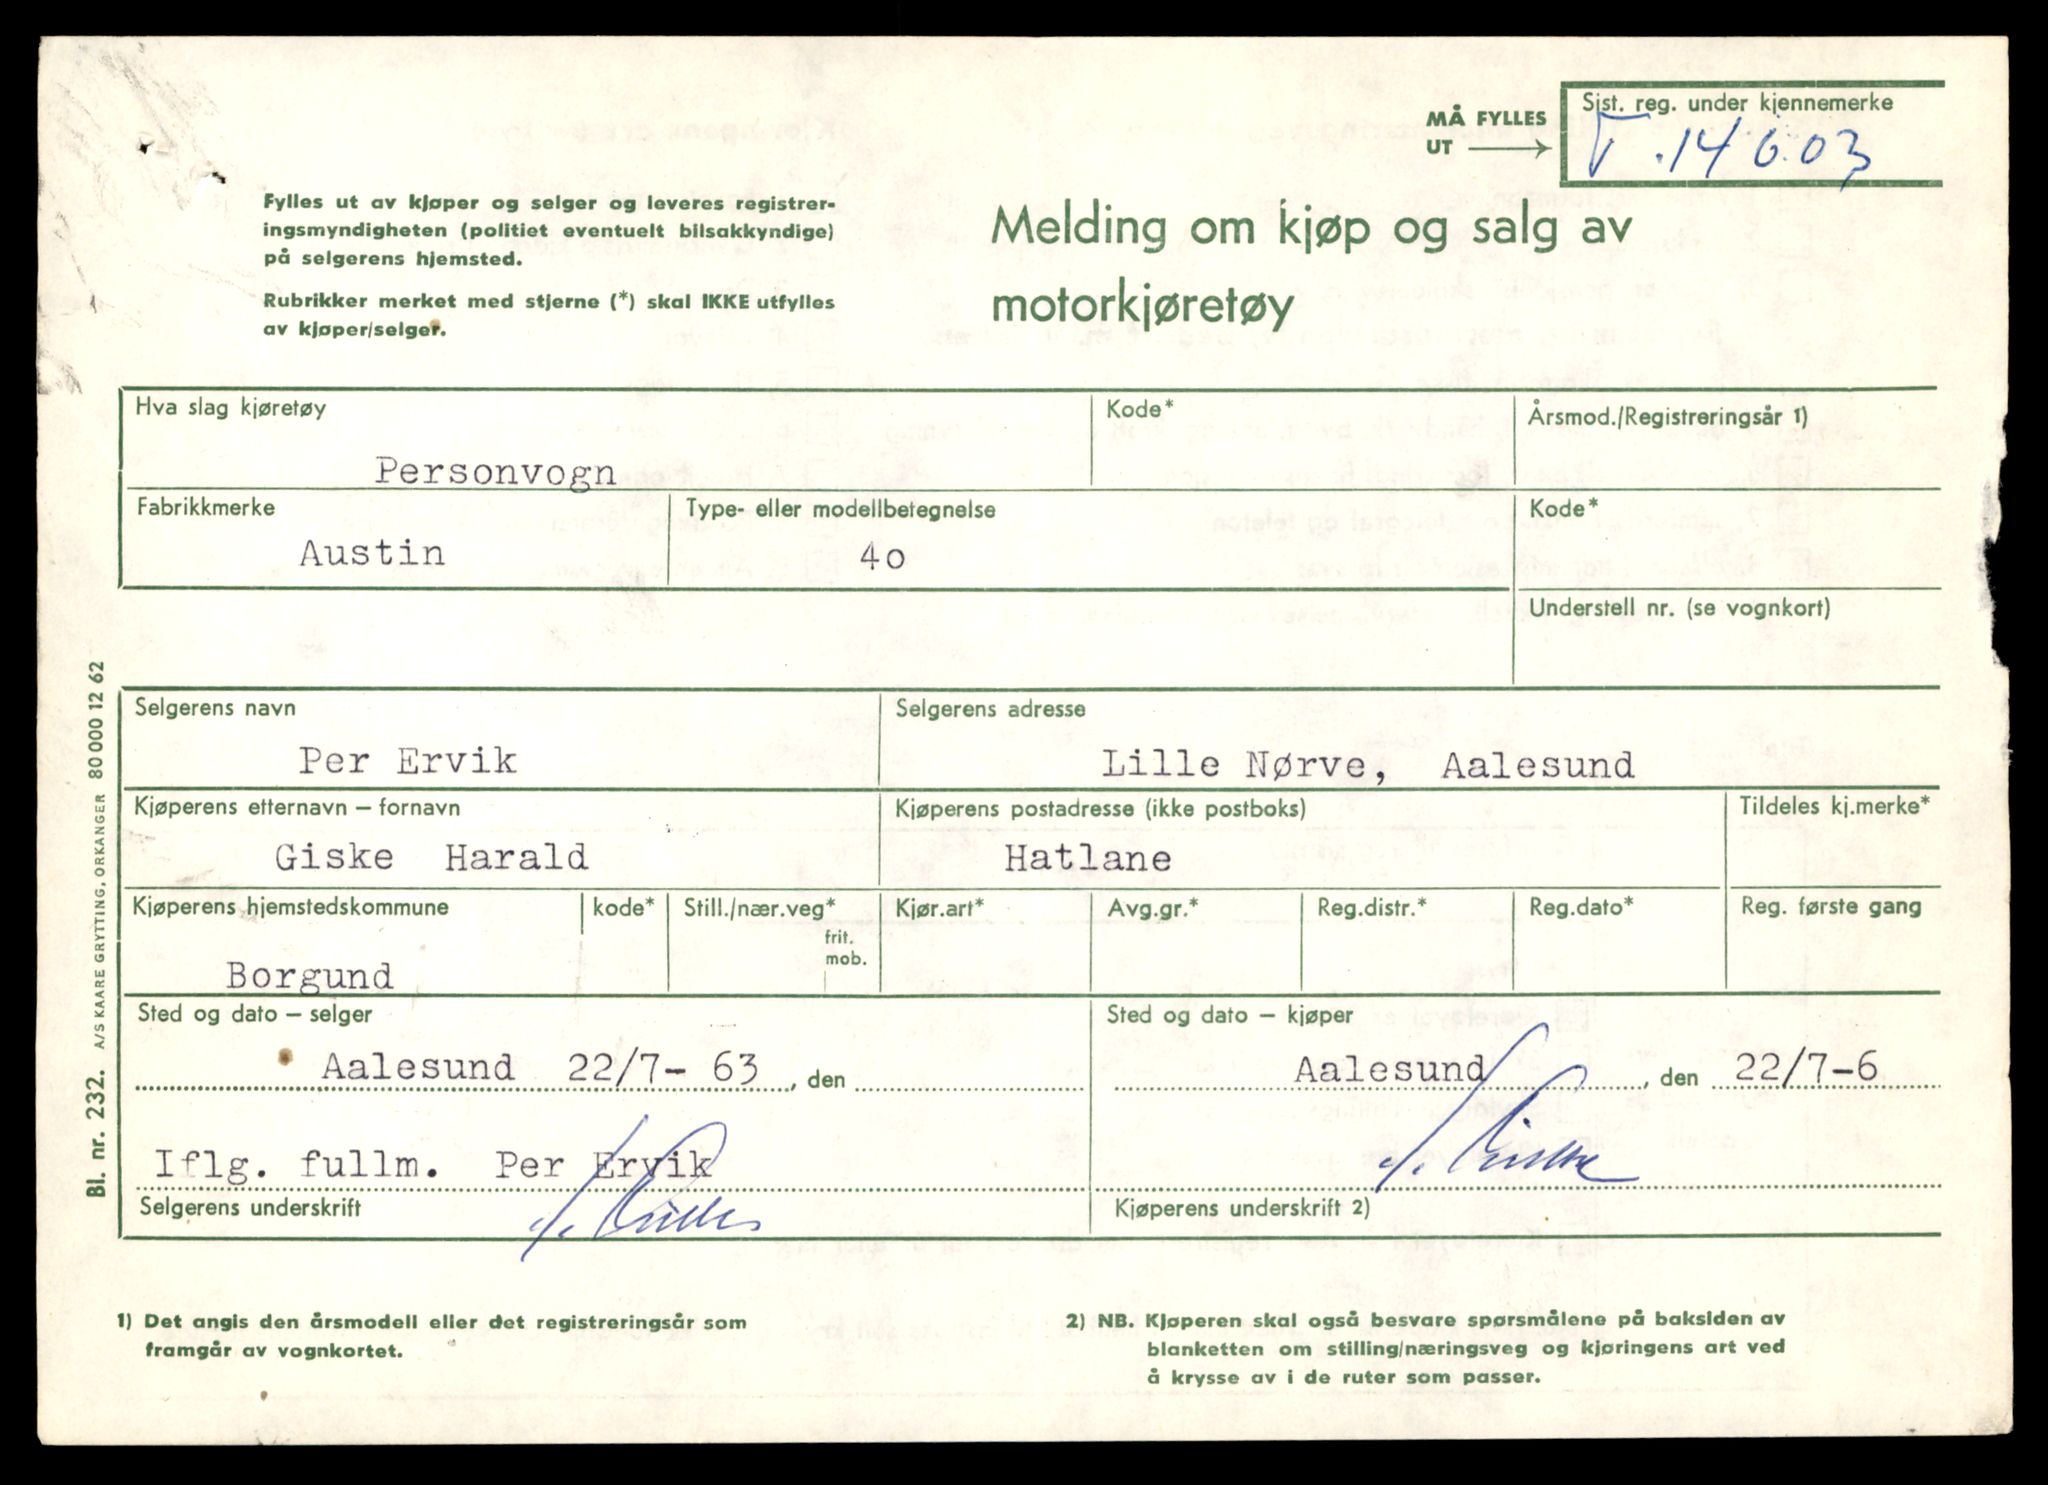 MÅ FYLLES
UT
Sist. reg. under kjennemerke
T.14603
Fylles ut av kjøper og selger og leveres registrer-
ingsmyndigheten (politiet eventuelt bilsakkyndige)
på selgerens hjemsted.
Rubrikker merket med stjerne (*) skal IKKE utfylles
av kjøper/selger.
Melding om kjøp og salg av
motorkjøretøy
Hva slag kjøretøy
Kode*
Årsmod./Registreringsår 1)
Personvogn
Fabrikkmerke
Type- eller modellbetegnelse
Kode*
Austin
4o
Understell nr. (se vognkort)
Selgerens navn
Selgerens adresse
Per Ervik
Lille Nørve, Aalesund
Kjøperens etternavn – fornavn
Kjøperens postadresse (ikke postboks)
Tildeles kj.merke*
Giske Harald
Hatlane
Kjøperens hjemstedskommune
kode*
Still./nær.veg*
Kjør.art*
Avg.gr.*
Reg.distr.*
Reg.dato*
Reg. første gang
frit.
mob.
Borgund
Sted og dato – selger
Sted og dato – kjøper
Aalesund 22/7- 63, den
Aalesund, den 22/7-6
Iflg. fullm. Per Ervik
Selgerens underskrift
Kjøperens underskrift 2)
1) Det angis den årsmodell eller det registreringsår som
framgår av vognkortet.
2) NB. Kjøperen skal også besvare spørsmålene på baksiden av
blanketten om stilling/næringsveg og kjøringens art ved
å krysse av i de ruter som passer.
Bl. nr. 232. A/S KAARE GRYTTING, ORKANGER 80 000 12 62